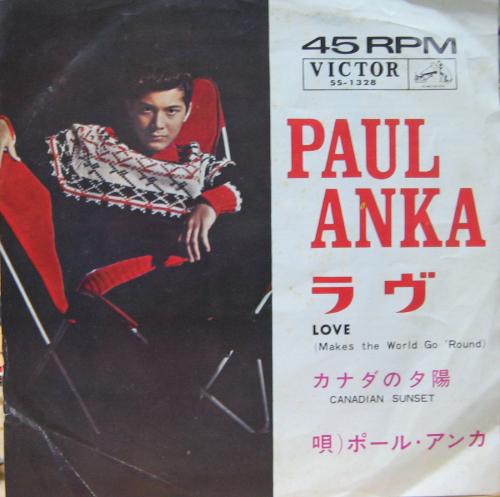 45 RPM
VICTOR
SS-1328
PAUL
ANKA
ラヴ
LOVE
(Makes the World Go 'Round)
カナダの夕陽
CANADIAN SUNSET
唄)ポール・アンカ